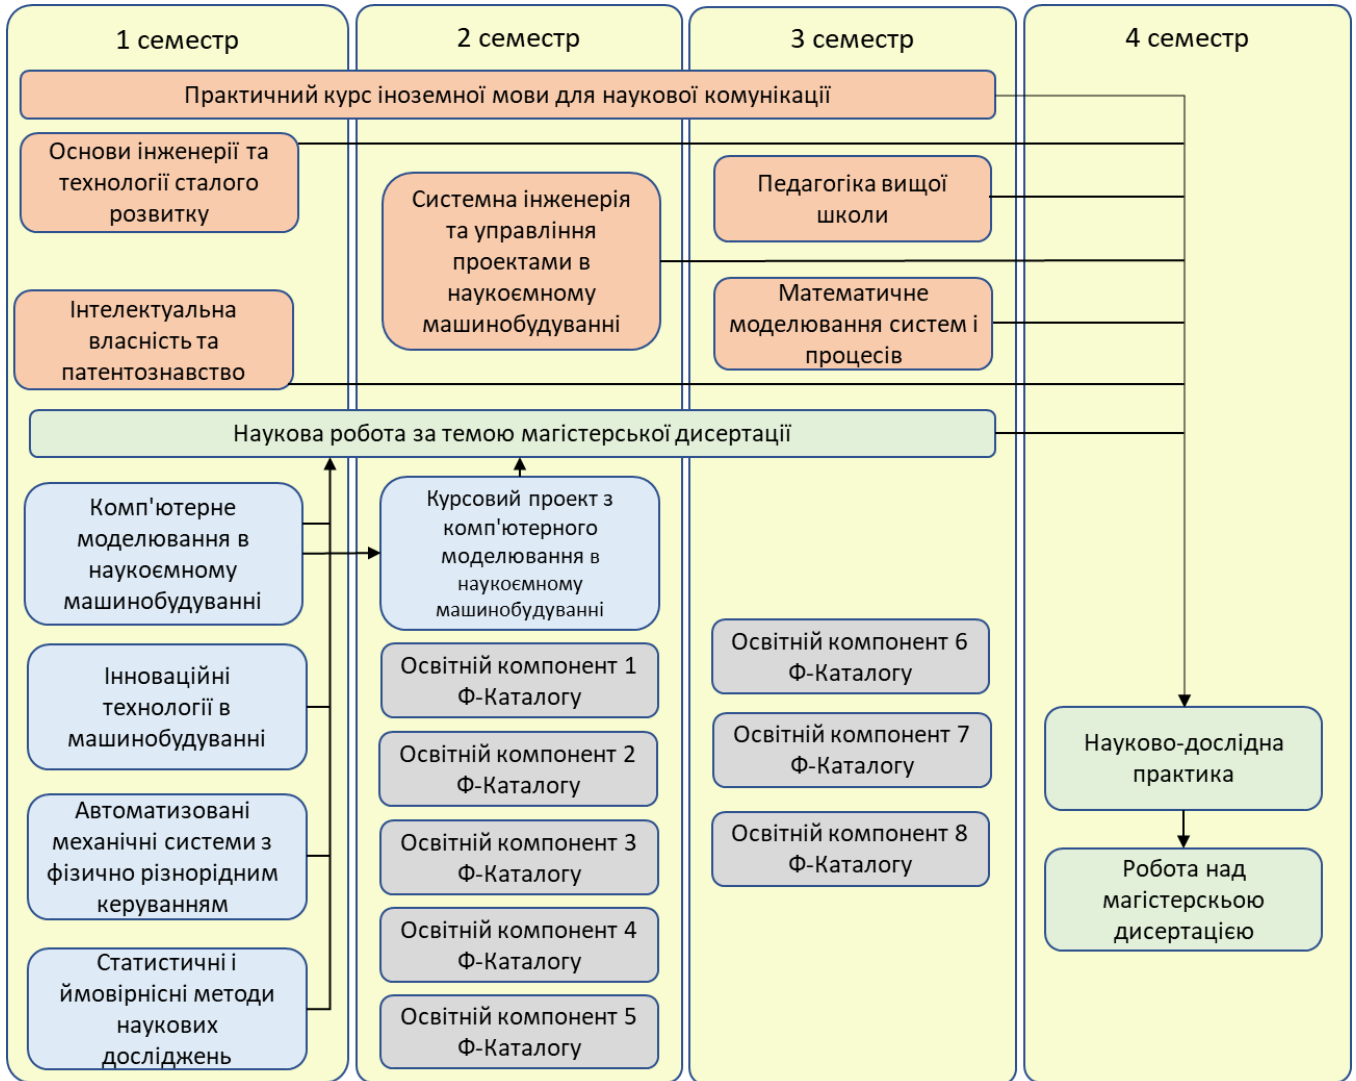 1 семестр
2 семестр
3 семестр
4 семестр
Практичний курс іноземної мови для наукової комунікації
Основи інженерії та
технології сталого
розвитку
Інтелектуальна
власність та
патентознавство
Системна інженерія
та управління
проектами в
наукоємному
машинобудуванні
Педагогіка вищої
школи
Математичне
моделювання систем і
процесів
Наукова робота за темою магістерської дисертації
Комп'ютерне
моделювання в
наукоємному
машинобудуванні
Інноваційні
технології в
машинобудуванні
Автоматизовані
механічні системи з
фізично різнорідним
керуванням
Статистичні і
ймовірнісні методи
наукових
досліджень
Курсовий проект з
комп'ютерного
моделювання в
наукоємному
машинобудуванні
Освітній компонент 1
Ф-Каталогу
Освітній компонент 2
Ф-Каталогу
Освітній компонент 3
Ф-Каталогу
Освітній компонент 4
Ф-Каталогу
Освітній компонент 5
Ф-Каталогу
Освітній компонент 6
Ф-Каталогу
Освітній компонент 7
Ф-Каталогу
Освітній компонент 8
Ф-Каталогу
Науково-дослідна
практика
Робота над
магістерскьою
дисертацією